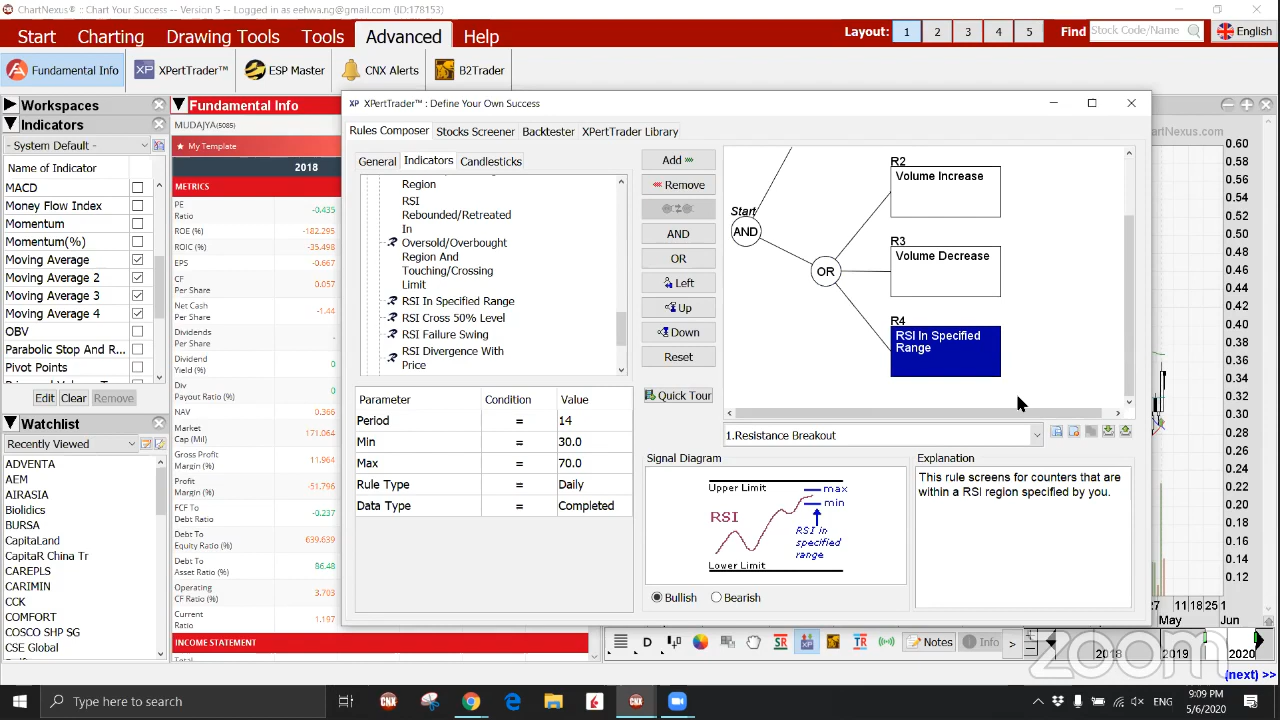 ChartNexus® :: Chart Your Success -- Version 5 -- Logged in as eehwa.ng@gmail.com (ID:178153)
Start Charting Drawing Tools Tools Advanced Help
Layout: 1 2 3 4 5 Find Stock Code/Name English
Fundamental Info XPertTrader™ ESP Master CNX Alerts B2Trader
Workspaces
Indicators
- System Default -
Name of Indicator
MACD
Money Flow Index
Momentum
Momentum(%)
Moving Average
Moving Average 2
Moving Average 3
Moving Average 4
OBV
Parabolic Stop And R...
Pivot Points
Edit Clear Remove
Watchlist
Recently Viewed
ADVENTA
AEM
AIRASIA
Biolidics
BURSA
CapitaLand
CapitaR China Tr
CAREPLS
CARIMIN
CCK
COMFORT
COSCO SHP SG
CSE Global
Fundamental Info
MUDAJYA(5085)
My Template
2018
METRICS
PE
Ratio
-0.435
ROE (%) -182.295
ROIC (%) -35.498
EPS -0.667
CF
Per Share
0.057
Net Cash
Per Share
-1.44
Dividends
Per Share
-
Dividend
Yield (%)
0
Div
Payout Ratio (%)
0
NAV 0.366
Market
Cap (Mil)
171.064
Gross Profit
Margin (%)
11.964
Profit
Margin (%)
-51.796
FCF To
Debt Ratio
-0.237
Debt To
Equity Ratio (%)
639.639
Debt To
Asset Ratio (%)
86.48
Operating
CF Ratio (%)
3.703
Current
Ratio
1.197
INCOME STATEMENT
Total
XP XPertTrader™ : Define Your Own Success
Rules Composer Stocks Screener Backtester XPertTrader Library
General Indicators Candlesticks
Region
RSI
Rebounded/Retreated
In
Oversold/Overbought
Region And
Touching/Crossing
Limit
RSI In Specified Range
RSI Cross 50% Level
RSI Failure Swing
RSI Divergence With
Price
Add
Remove
AND
OR
Left
Up
Down
Reset
Quick Tour
Start
AND
OR
R2
Volume Increase
R3
Volume Decrease
R4
RSI In Specified
Range
Parameter Condition Value
Period = 14
Min = 30.0
Max = 70.0
Rule Type = Daily
Data Type = Completed
1.Resistance Breakout
Signal Diagram
Upper Limit
max
min
RSI
RSI in
specified
range
Lower Limit
Bullish Bearish
Explanation
This rule screens for counters that are
within a RSI region specified by you.
ChartNexus.com
0.60
0.58
0.56
0.54
0.52
0.50
0.48
0.46
0.44
0.42
0.40
0.38
0.36
0.34
0.32
0.30
0.28
0.26
0.24
0.22
0.20
0.18
0.16
0.14
0.12
27 11 18 25 1
May Jun
D SR XP TR Notes Info >
2018 2019 2020
zoom
(next) >>
Type here to search
CNX
ENG
9:09 PM
5/6/2020